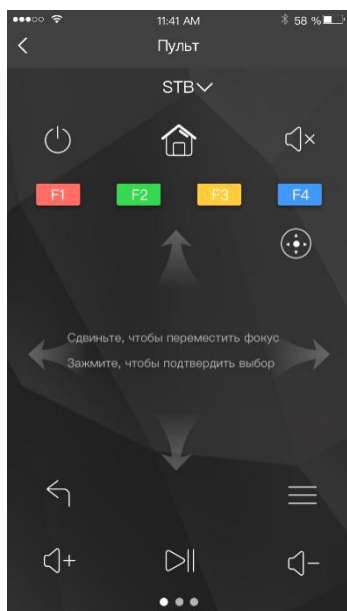 11:41 AM
58 %
Пульт
STB
F1 F2 F3 F4
Сдвиньте, чтобы переместить фокус
Зажмите, чтобы подтвердить выбор